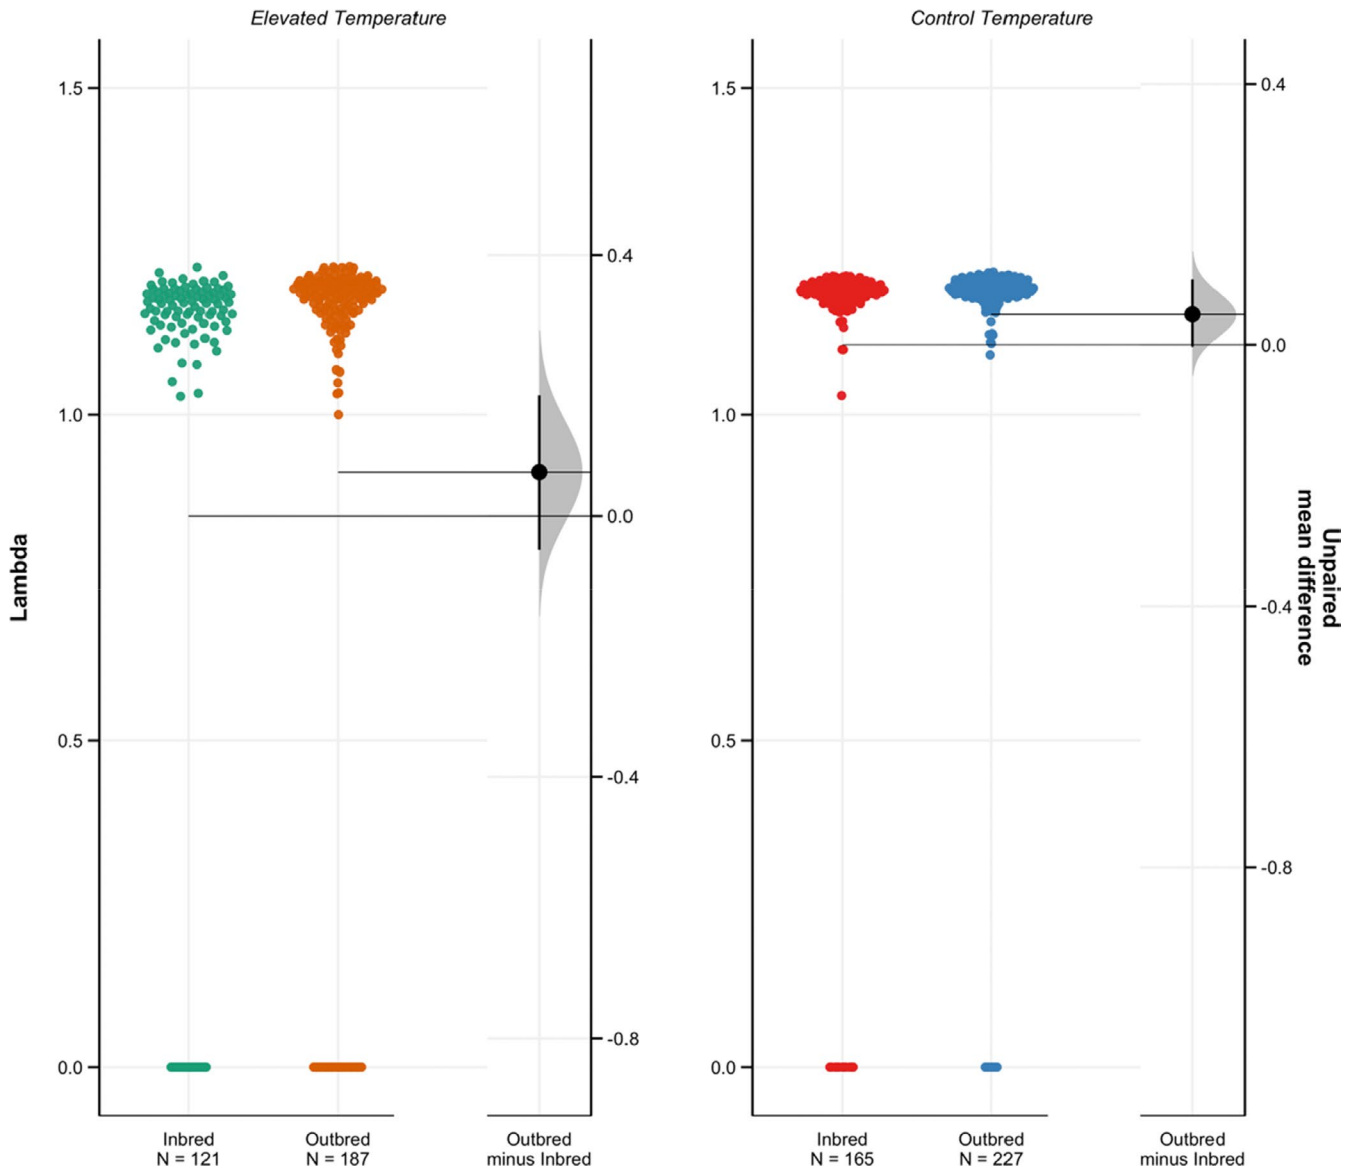 Elevated Temperature
Control Temperature
Lambda
1.5
1.0
0.5
0.0
0.4
0.0
-0.4
-0.8
Inbred
N = 121
Outbred
N = 187
Outbred
minus Inbred
1.5
1.0
0.5
0.0
0.4
0.0
-0.4
-0.8
Unpaired
mean difference
Inbred
N = 165
Outbred
N = 227
Outbred
minus Inbred